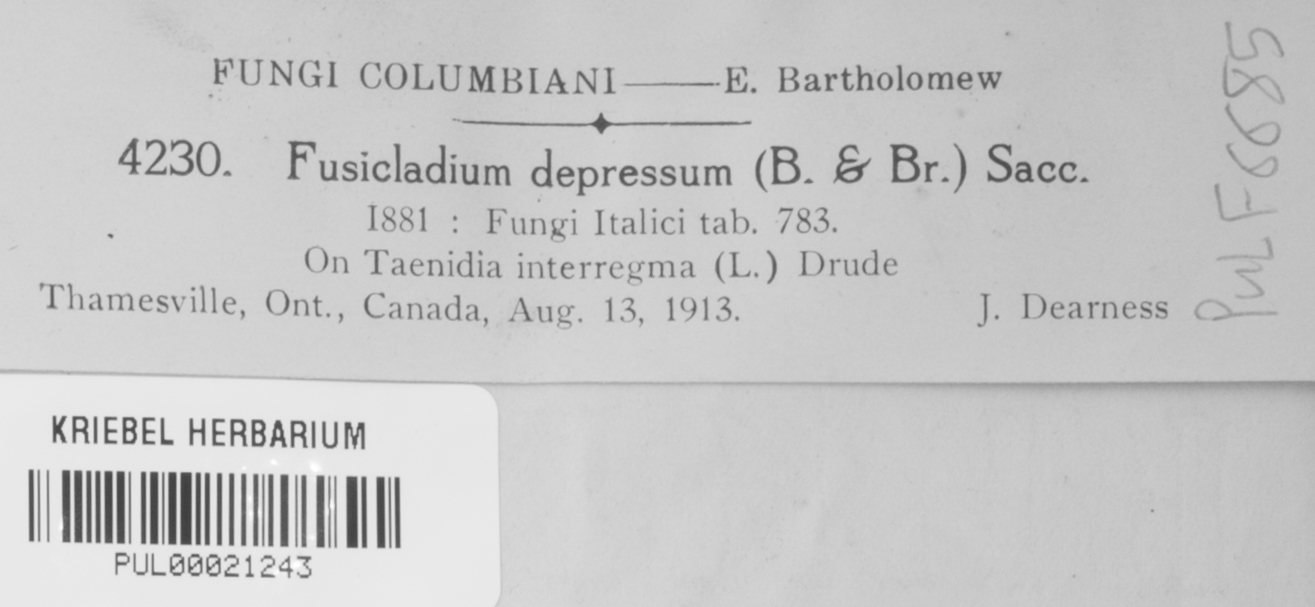 FUNGI COLUMBIANI——E. Bartholomew
4230. Fusicladium depressum (B. & Br.) Sacc.
1881 : Fungi Italici tab. 783.
On Taenidia interregma (L.) Drude
Thamesville, Ont., Canada, Aug. 13, 1913. J. Dearness
PUL F6685
KRIEBEL HERBARIUM
PUL00021243